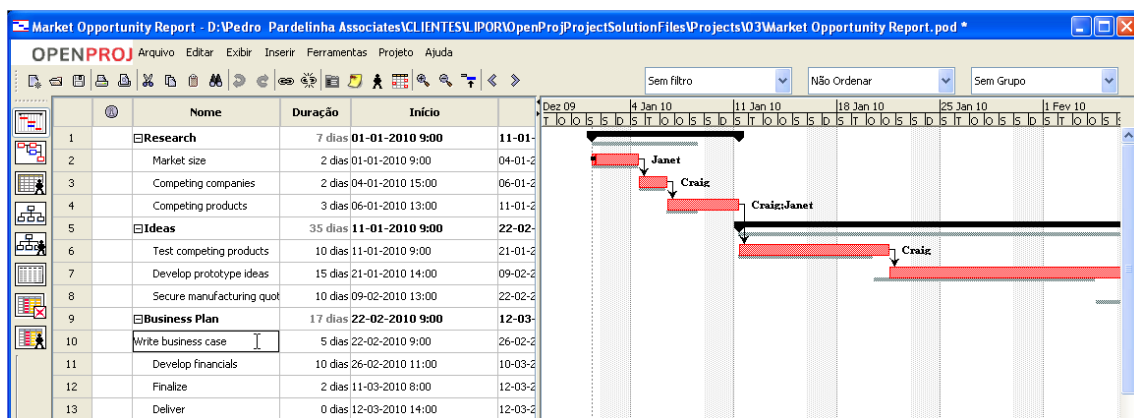 Market Opportunity Report - D:\Pedro Pardelinha Associates\CLIENTES\LIPOR\OpenProjProjectSolutionFiles\Projects\03\Market Opportunity Report.pod *
OPENPROJ Arquivo Editar Exibir Inserir Ferramentas Projeto Ajuda
Sem filtro Não Ordenar Sem Grupo
Nome Duração Início Dez 09 4 Jan 10 11 Jan 10 18 Jan 10 25 Jan 10 1 Fev 10
1 Research 7 dias 01-01-2010 9:00 11-01-
2 Market size 2 dias 01-01-2010 9:00 04-01-2 Janet
3 Competing companies 2 dias 04-01-2010 15:00 06-01-2 Craig
4 Competing products 3 dias 06-01-2010 13:00 11-01-2 Craig;Janet
5 Ideas 35 dias 11-01-2010 9:00 22-02-
6 Test competing products 10 dias 11-01-2010 9:00 21-01-2 Craig
7 Develop prototype ideas 15 dias 21-01-2010 14:00 09-02-2
8 Secure manufacturing quot 10 dias 09-02-2010 13:00 22-02-2
9 Business Plan 17 dias 22-02-2010 9:00 12-03-
10 Write business case 5 dias 22-02-2010 9:00 26-02-2
11 Develop financials 10 dias 26-02-2010 11:00 10-03-2
12 Finalize 2 dias 11-03-2010 8:00 12-03-2
13 Deliver 0 dias 12-03-2010 14:00 12-03-2